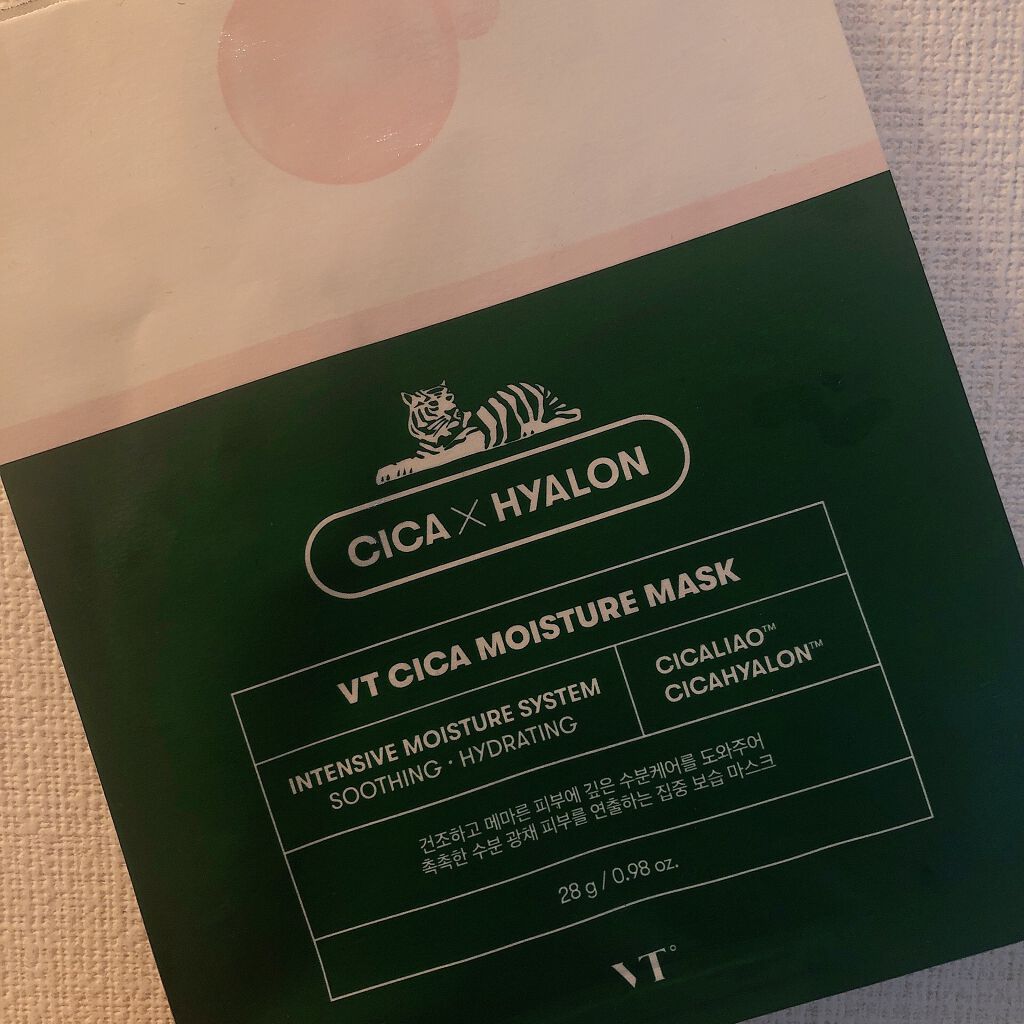 CICA X HYALON
VT CICA MOISTURE MASK
INTENSIVE MOISTURE SYSTEM
SOOTHING · HYDRATING
CICALIAO™
CICAHYALON™
건조하고 메마른 피부에 깊은 수분케어를 도와주어
촉촉한 수분 광채 피부를 연출하는 집중 보습 마스크
28 g / 0.98 oz.
VT°